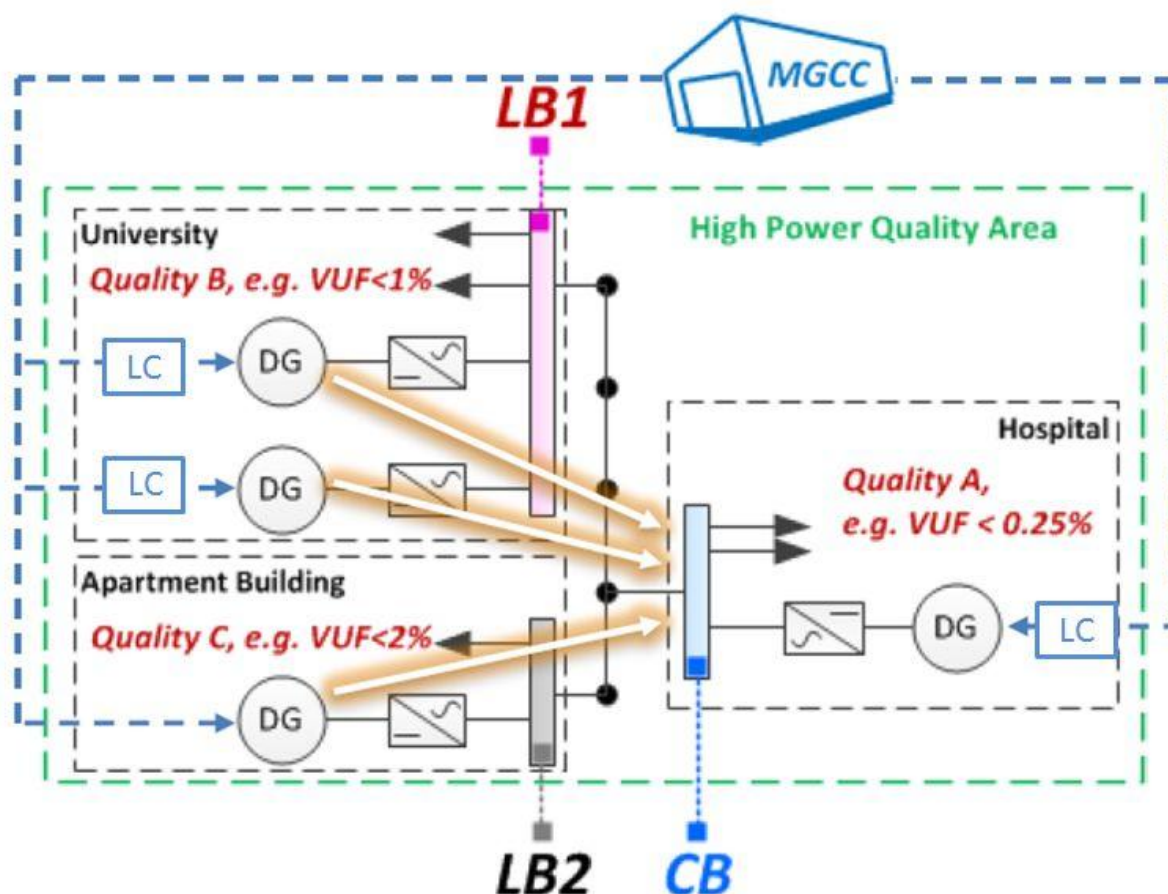 MGCC
LB1
University
High Power Quality Area
Quality B, e.g. VUF<1%
LC
DG
LC
DG
Hospital
Quality A,
e.g. VUF < 0.25%
Apartment Building
Quality C, e.g. VUF<2%
DG
LC
DG
LB2
CB